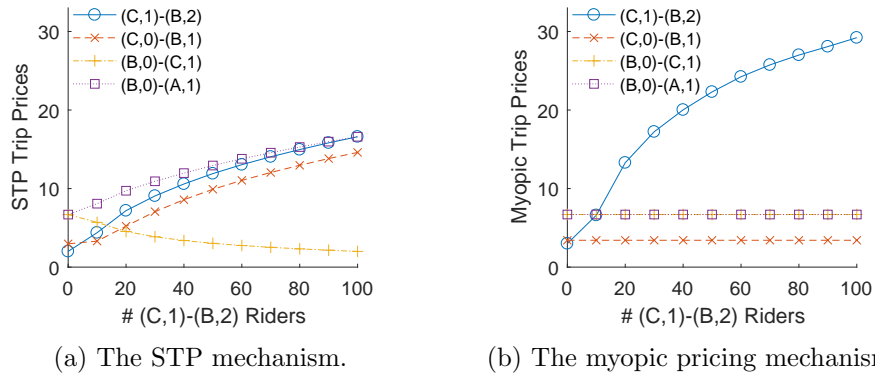 (C,1)-(B,2)
(C,0)-(B,1)
(B,0)-(C,1)
(B,0)-(A,1)
STP Trip Prices
30
20
10
0
0 20 40 60 80 100
# (C,1)-(B,2) Riders
(a) The STP mechanism.
(C,1)-(B,2)
(C,0)-(B,1)
(B,0)-(C,1)
(B,0)-(A,1)
Myopic Trip Prices
30
20
10
0
0 20 40 60 80 100
# (C,1)-(B,2) Riders
(b) The myopic pricing mechanism